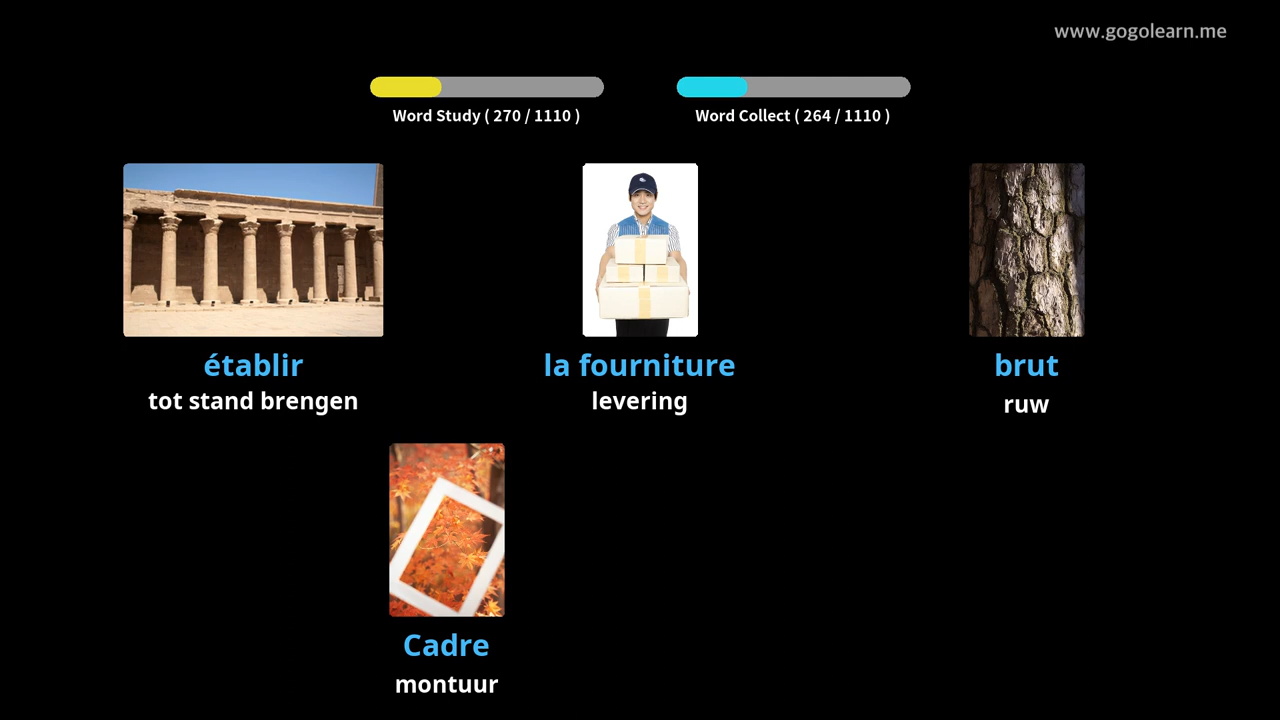 www.gogolearn.me
Word Study ( 270 / 1110 )
Word Collect ( 264 / 1110 )
établir
tot stand brengen
la fourniture
levering
brut
ruw
Cadre
montuur